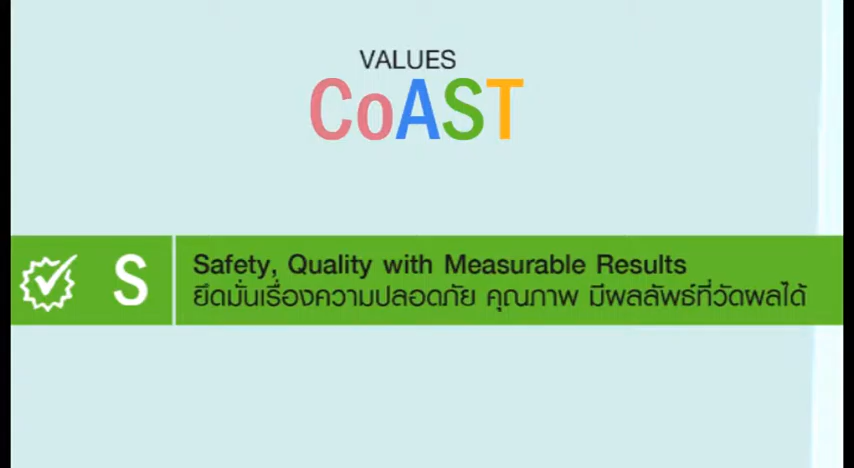 VALUES
CoAST
S
Safety, Quality with Measurable Results
ยึดมั่นเรื่องความปลอดภัย คุณภาพ มีผลลัพธ์ที่วัดผลได้